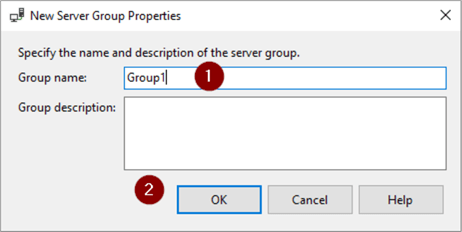 New Server Group Properties
Specify the name and description of the server group.
Group name: Group1 1
Group description:
2 OK Cancel Help